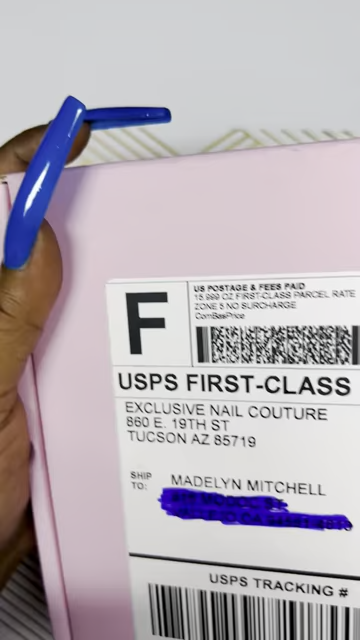 F
US POSTAGE & FEES PAID
15.999 OZ FIRST-CLASS PARCEL RATE
ZONE 5 NO SURCHARGE
ComBasPrice
USPS FIRST-CLASS
EXCLUSIVE NAIL COUTURE
860 E. 19TH ST
TUCSON AZ 85719
SHIP
TO:
MADELYN MITCHELL
USPS TRACKING #